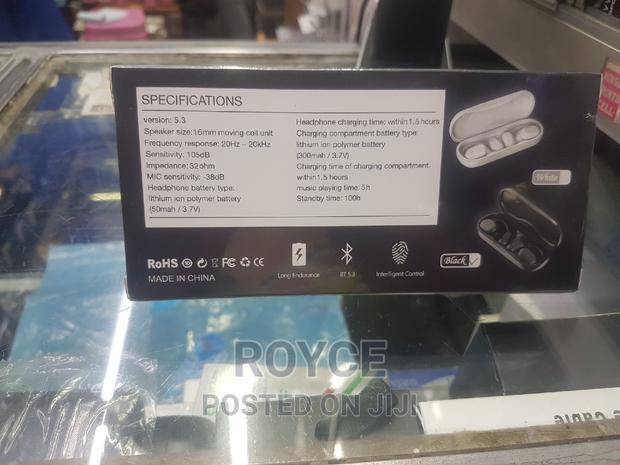 SPECIFICATIONS
version: 5.3
Speaker size:16mm moving coil unit
Frequency response: 20Hz ~ 20kHz
Sensitivity: 105dB
Impedance: 32ohm
MIC sensitivity: -38dB
Headphone battery type:
lithium ion polymer battery
(50mah / 3.7V)
Headphone charging time: within1.5 hours
Charging compartment battery type:
lithium ion polymer battery
(300mah / 3.7V)
Charging time of charging compartment:
within1.5 hours
music playing time: 5h
Standby time: 100h
White
Black
RoHS
FC
CE
MADE IN CHINA
Long Endurance
BT 5.3
Intelligent Control
ROYCE
POSTED ON JIJI
Cable